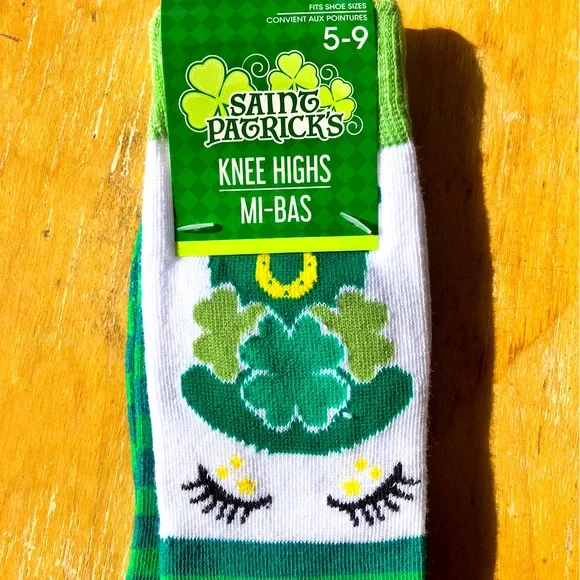 FITS SHOE SIZES
CONVIENT AUX POINTURES
5-9
SAINT
PATRICK'S
KNEE HIGHS
MI-BAS